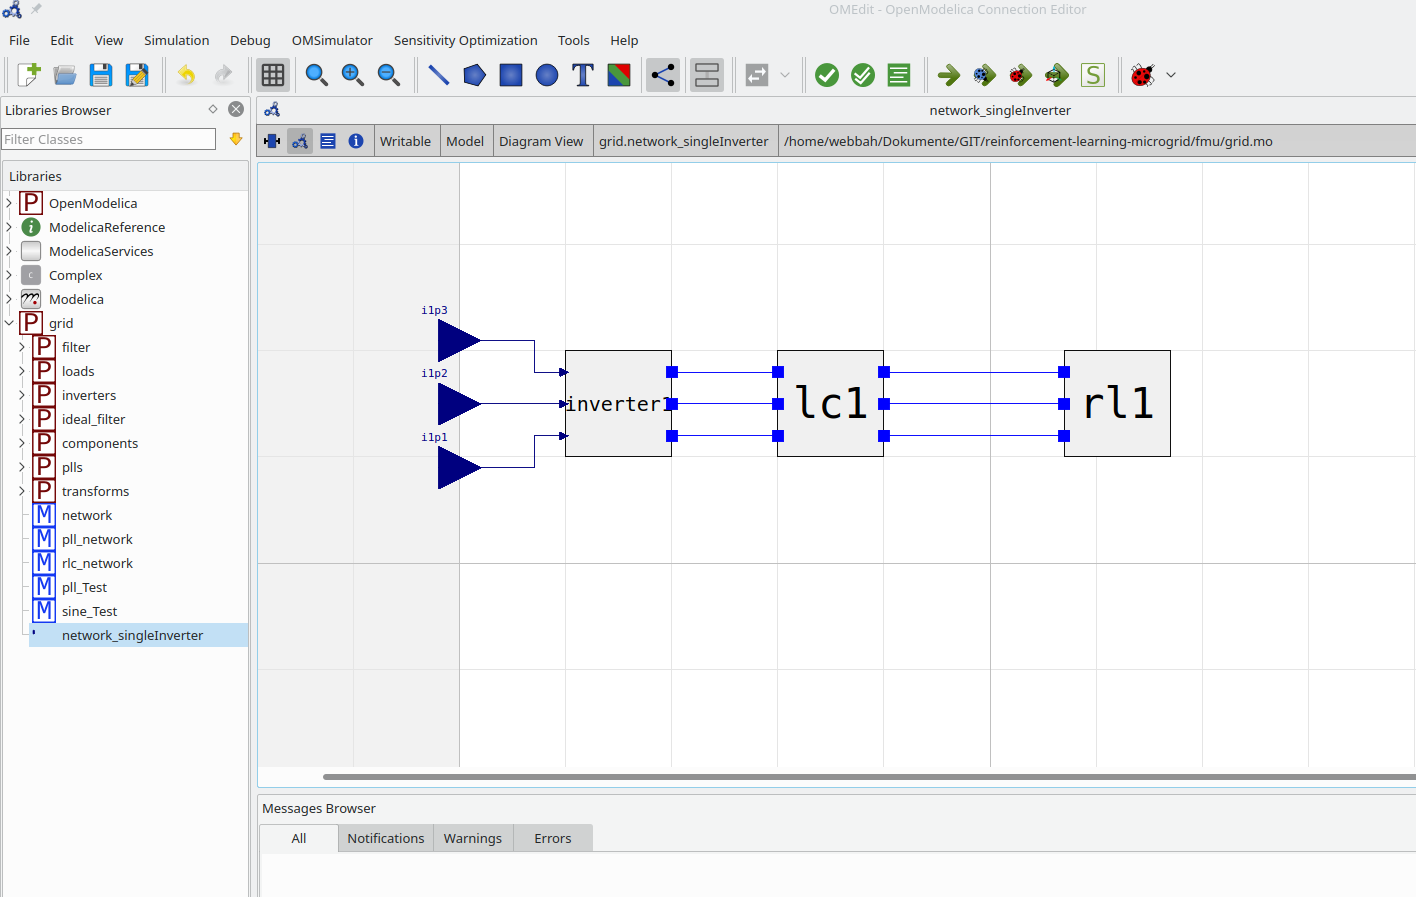 OMEdit - OpenModelica Connection Editor
File Edit View Simulation Debug OMSimulator Sensitivity Optimization Tools Help
T
S
Libraries Browser
Filter Classes
Libraries
P OpenModelica
i ModelicaReference
ModelicaServices
C Complex
m Modelica
P grid
P filter
P loads
P inverters
P ideal_filter
P components
P plls
P transforms
M network
M pll_network
M rlc_network
M pll_Test
M sine_Test
network_singleInverter
network_singleInverter
i Writable Model Diagram View grid.network_singleInverter /home/webbah/Dokumente/GIT/reinforcement-learning-microgrid/fmu/grid.mo
i1p3
i1p2
i1p1
inverter1
lc1
rl1
Messages Browser
All Notifications Warnings Errors